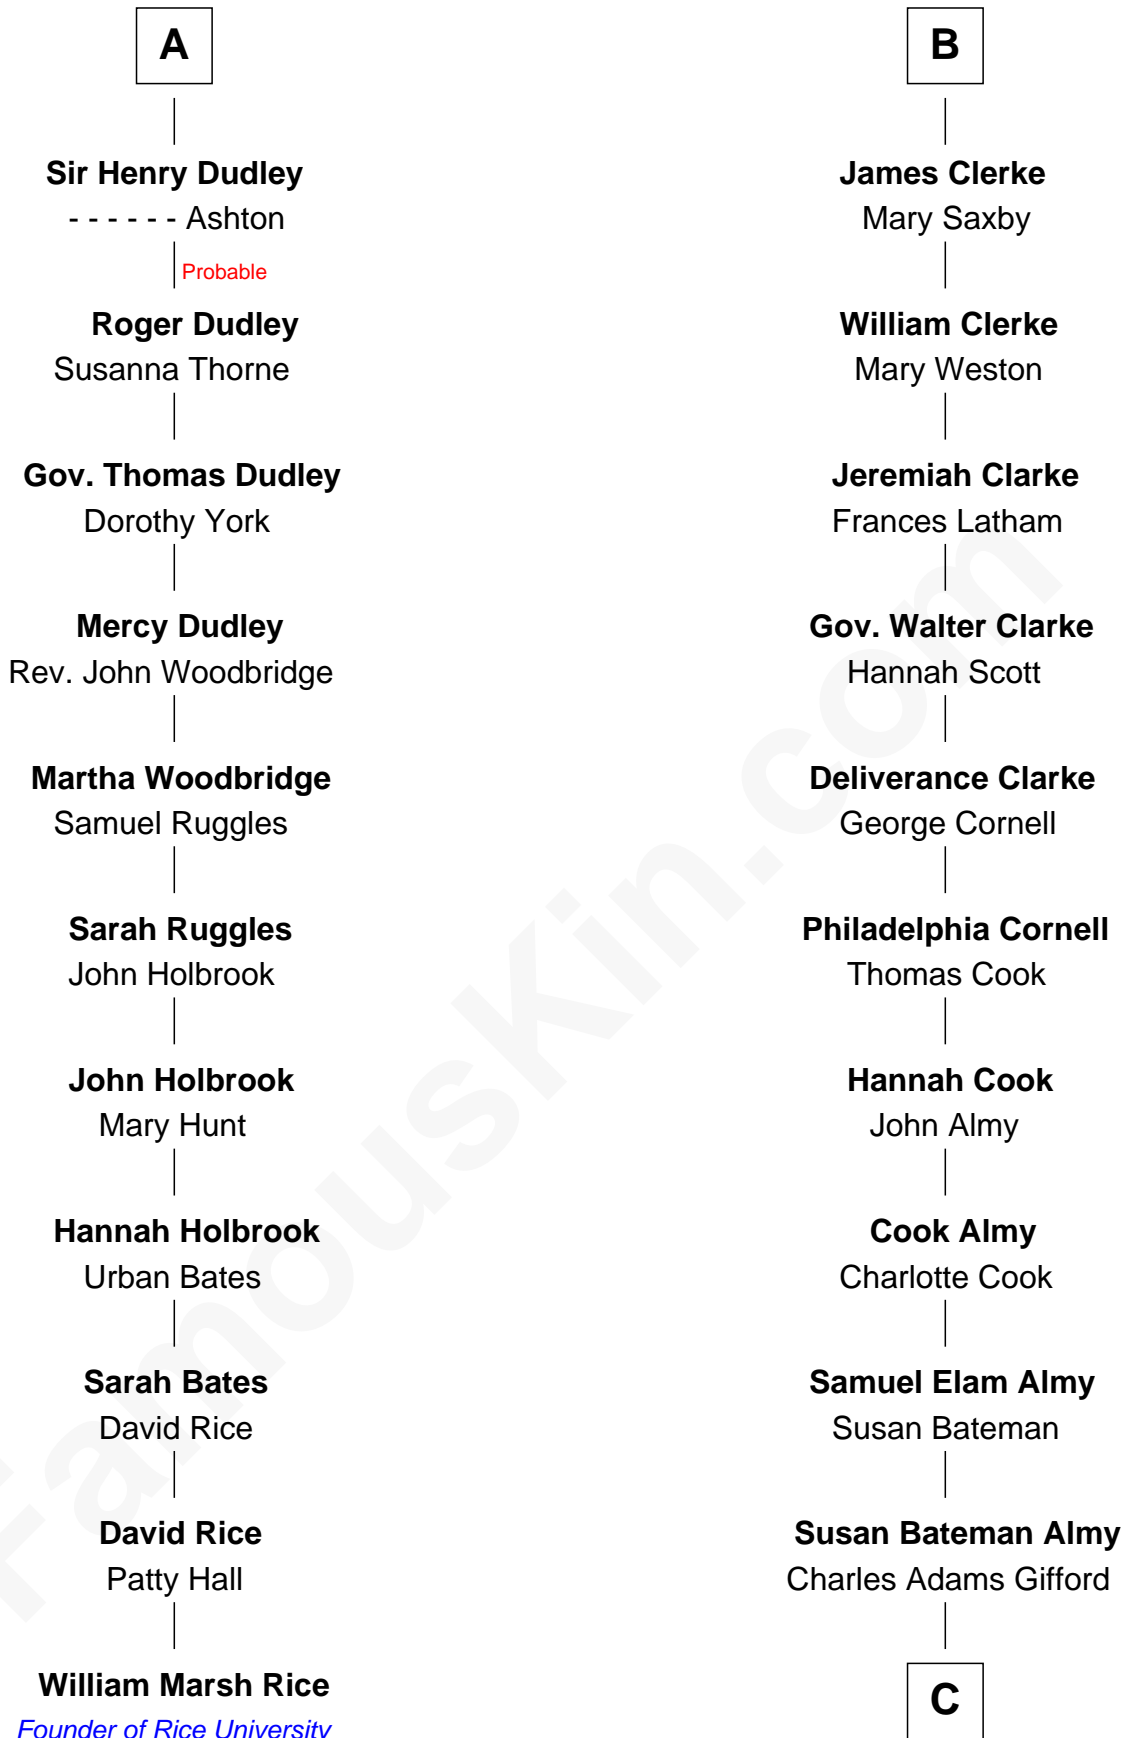 A
Sir Henry Dudley
- - - - - - Ashton
Probable
Roger Dudley
Susanna Thorne
Gov. Thomas Dudley
Dorothy York
Mercy Dudley
Rev. John Woodbridge
Martha Woodbridge
Samuel Ruggles
Sarah Ruggles
John Holbrook
John Holbrook
Mary Hunt
Hannah Holbrook
Urban Bates
Sarah Bates
David Rice
David Rice
Patty Hall
William Marsh Rice
Founder of Rice University
B
James Clerke
Mary Saxby
William Clerke
Mary Weston
Jeremiah Clarke
Frances Latham
Gov. Walter Clarke
Hannah Scott
Deliverance Clarke
George Cornell
Philadelphia Cornell
Thomas Cook
Hannah Cook
John Almy
Cook Almy
Charlotte Cook
Samuel Elam Almy
Susan Bateman
Susan Bateman Almy
Charles Adams Gifford
C
FamousKin.com